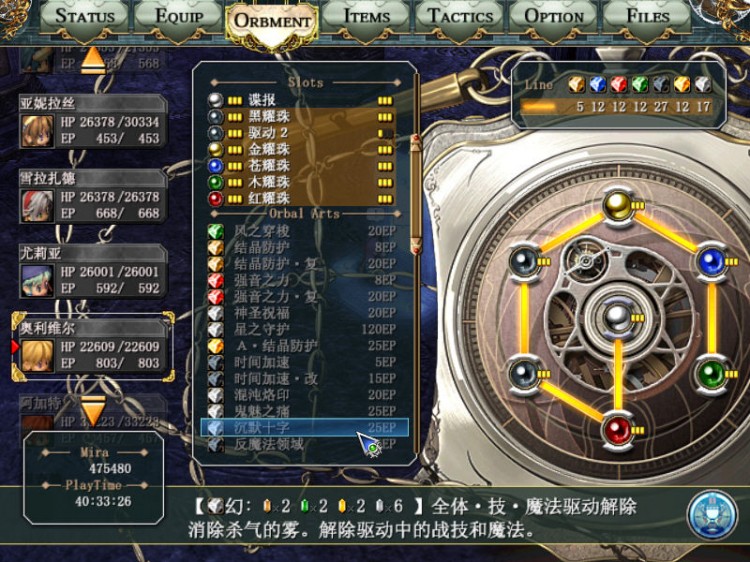 STATUS EQUIP ORBMENT ITEMS TACTICS OPTION FILES
EP 568
亚妮拉丝
HP 26378/30334
EP 453/ 453
雪拉扎德
HP 26378/26378
EP 668/ 668
尤莉亚
HP 26001/26001
EP 592/ 592
奥利维尔
HP 22609/22609
EP 803/ 803
阿加特
Mira
475480
PlayTime
40:33:26
Slots
谍报
黑耀珠
驱动 2
金耀珠
苍耀珠
木耀珠
红耀珠
Orbal Arts
风之穿梭 20EP
结晶防护 8EP
结晶防护·复 20EP
强音之力 8EP
强音之力·复 20EP
神圣祝福 20EP
星之守护 120EP
A·结晶防护 25EP
时间加速 5EP
时间加速·改 15EP
混沌烙印 20EP
鬼魅之痛 25EP
沉默十字 25EP
反魔法领域 EP
Line
5 12 12 12 27 12 17
【幻: ×2 ×2 ×2 ×6 】全体·技·魔法驱动解除
消除杀气的雾。解除驱动中的战技和魔法。